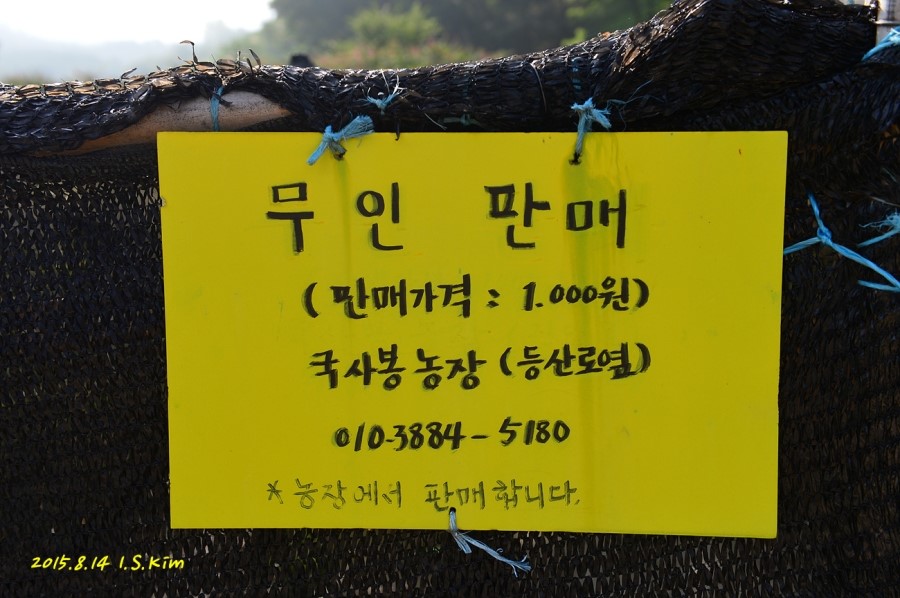 무인 판매
(판매가격 : 1.000원)
국사봉 농장 (등산로옆)
010-3884-5180
* 농장에서 판매합니다.
2015.8.14 I.S.Kim